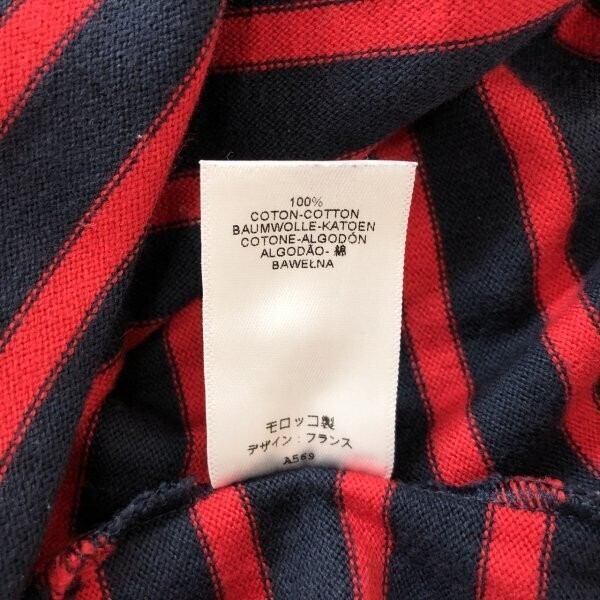 100%
COTON-COTTON
BAUMWOLLE-KATOEN
COTONE-ALGODÓN
ALGODÃO- 綿
BAWEŁNA
モロッコ製
デザイン：フランス
A569